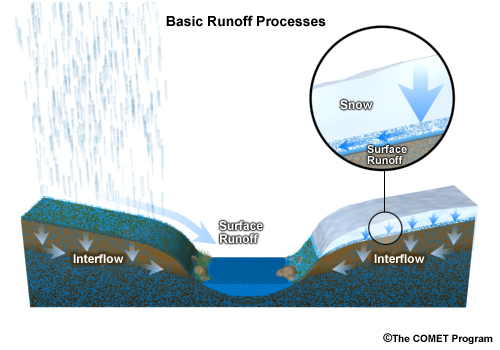 Basic Runoff Processes
Snow
Surface
Runoff
Surface
Runoff
Interflow
Interflow
©The COMET Program